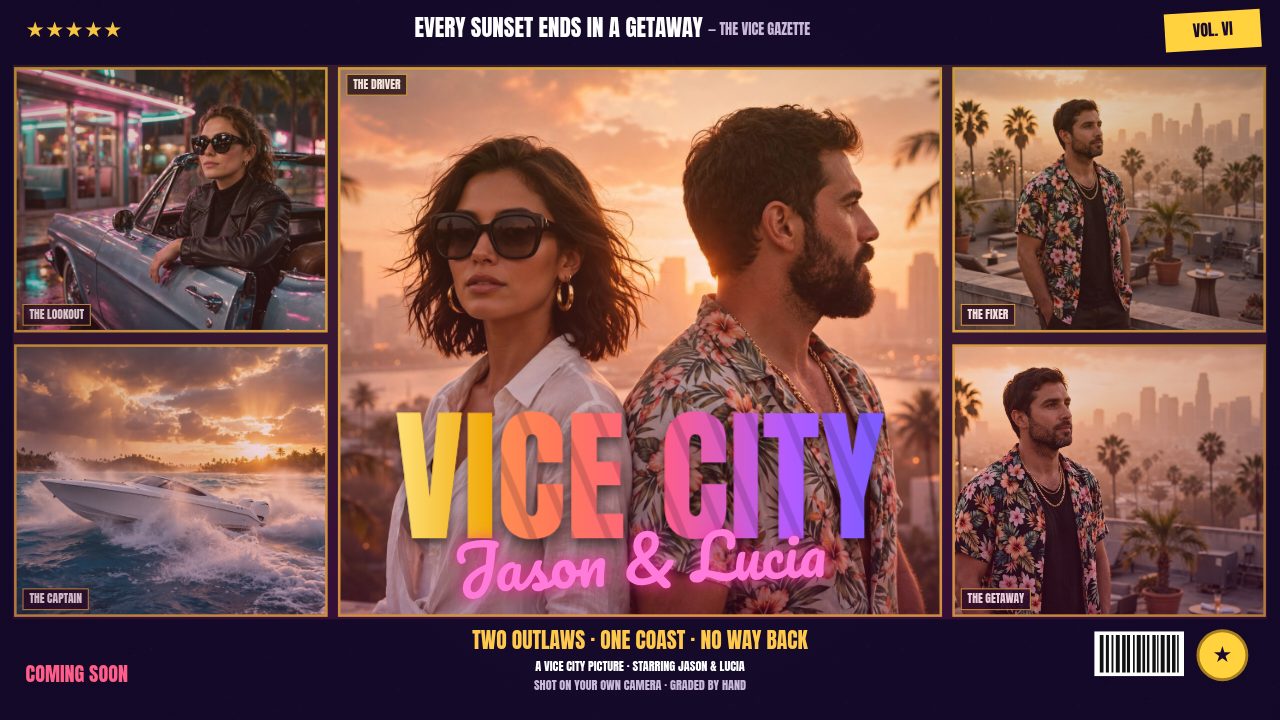 ★★★★★
EVERY SUNSET ENDS IN A GETAWAY – THE VICE GAZETTE
VOL. VI
THE DRIVER
THE LOOKOUT
THE FIXER
VICE CITY
Jason & Lucia
THE CAPTAIN
THE GETAWAY
TWO OUTLAWS · ONE COAST · NO WAY BACK
A VICE CITY PICTURE · STARRING JASON & LUCIA
SHOT ON YOUR OWN CAMERA · GRADED BY HAND
COMING SOON
★